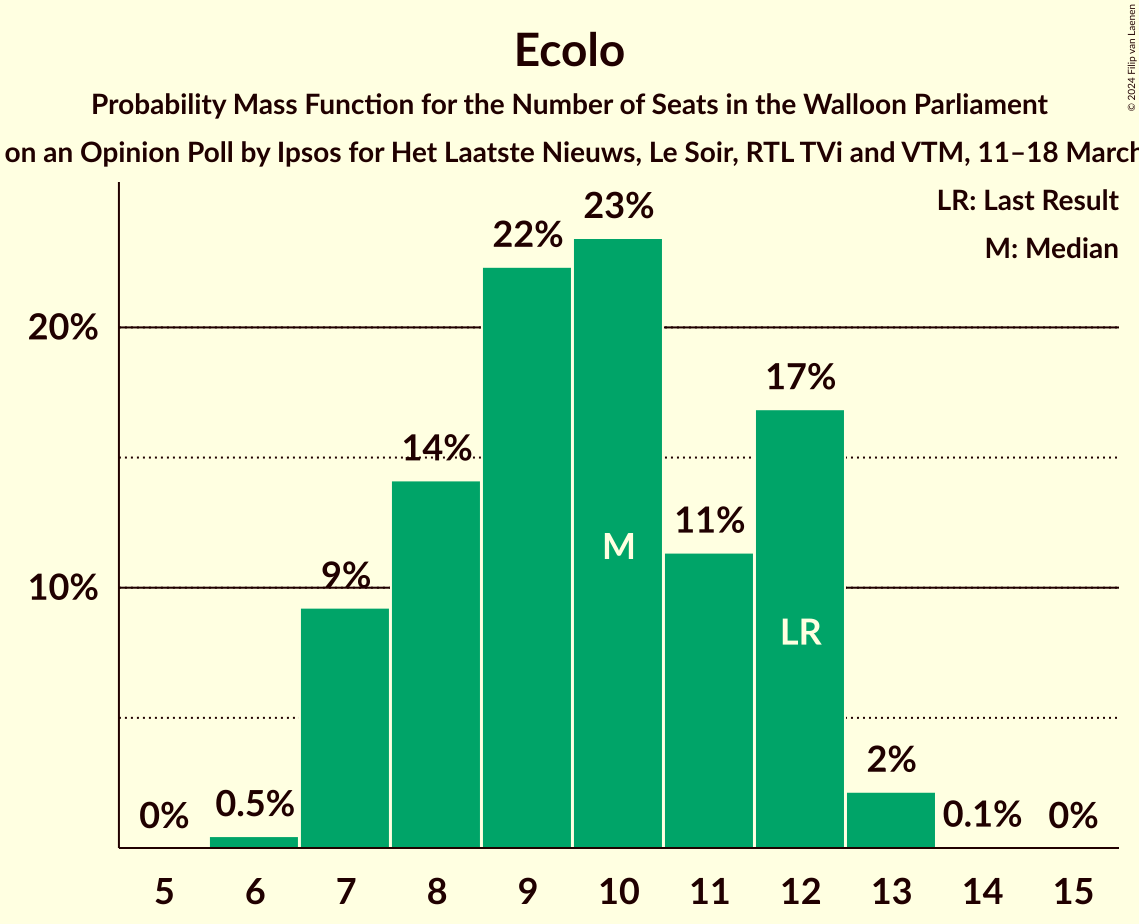 © 2024 Filip van Laenen
Ecolo
Probability Mass Function for the Number of Seats in the Walloon Parliament
on an Opinion Poll by Ipsos for Het Laatste Nieuws, Le Soir, RTL TVi and VTM, 11–18 March
LR: Last Result
M: Median
23%
22%
20%
17%
14%
11%
M
10%
9%
LR
2%
0%
0.5%
0.1%
0%
5 6 7 8 9 10 11 12 13 14 15